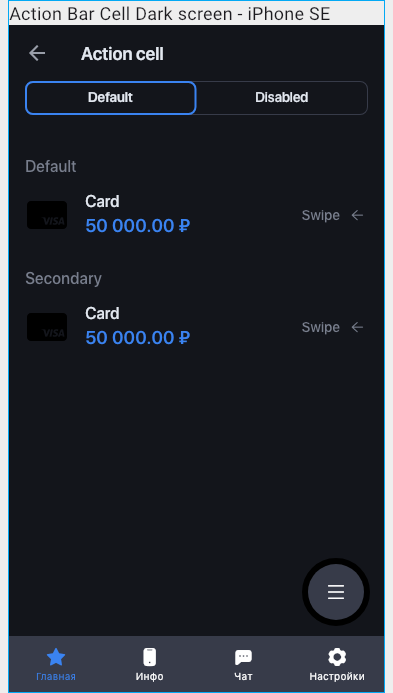 Action Bar Cell Dark screen - iPhone SE
Action cell
Default Disabled
Default
Card
50 000.00 ₽
Swipe
VISA
Secondary
Card
50 000.00 ₽
Swipe
VISA
Главная Инфо Чат Настройки